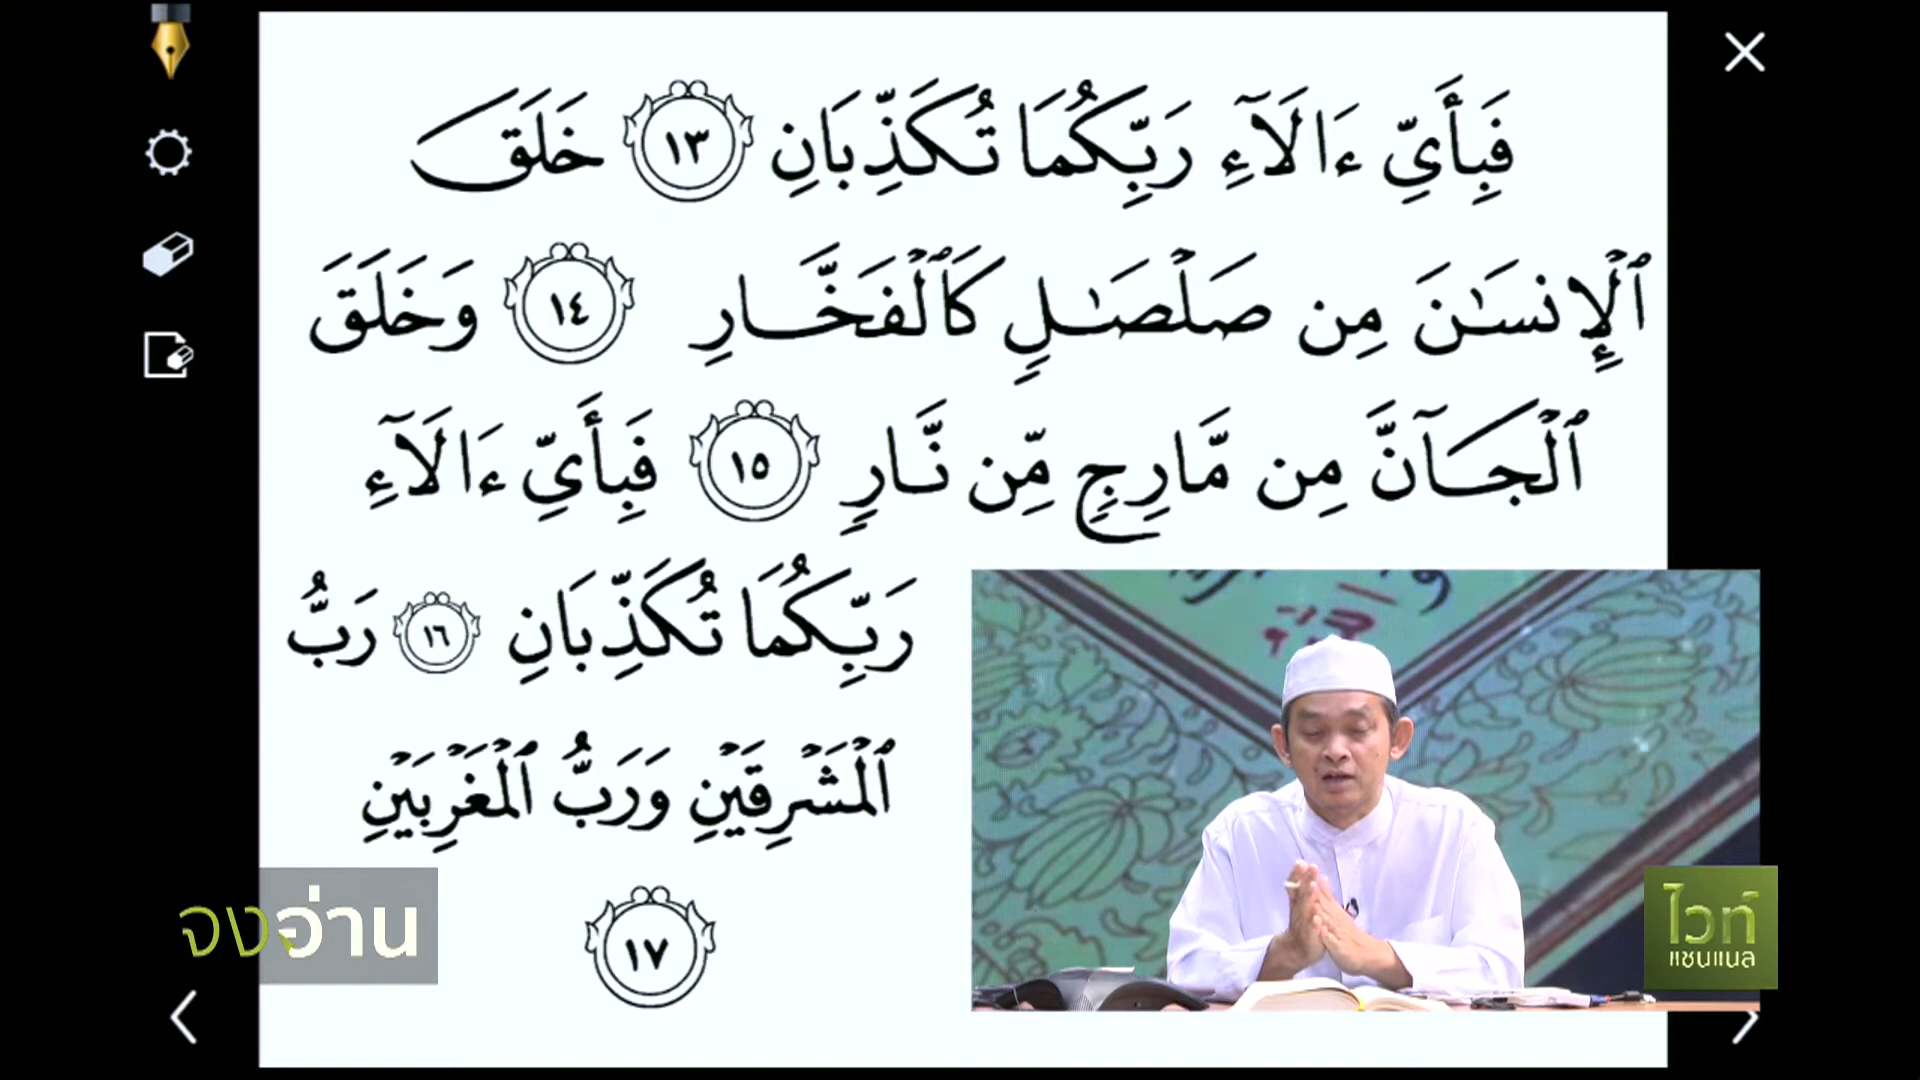 فَبِأَيِّ ءَالَآءِ رَبِّكُمَا تُكَذِّبَانِ ١٣ خَلَقَ
ٱلْإِنسَـٰنَ مِن صَلْصَـٰلٍ كَٱلْفَخَّارِ ١٤ وَخَلَقَ
ٱلْجَآنَّ مِن مَّارِجٍ مِّن نَّارٍ ١٥ فَبِأَيِّ ءَالَآءِ
رَبِّكُمَا تُكَذِّبَانِ ١٦ رَبُّ
ٱلْمَشْرِقَيْنِ وَرَبُّ ٱلْمَغْرِبَيْنِ
١٧
จงอ่าน
ไวท์
แชนแนล